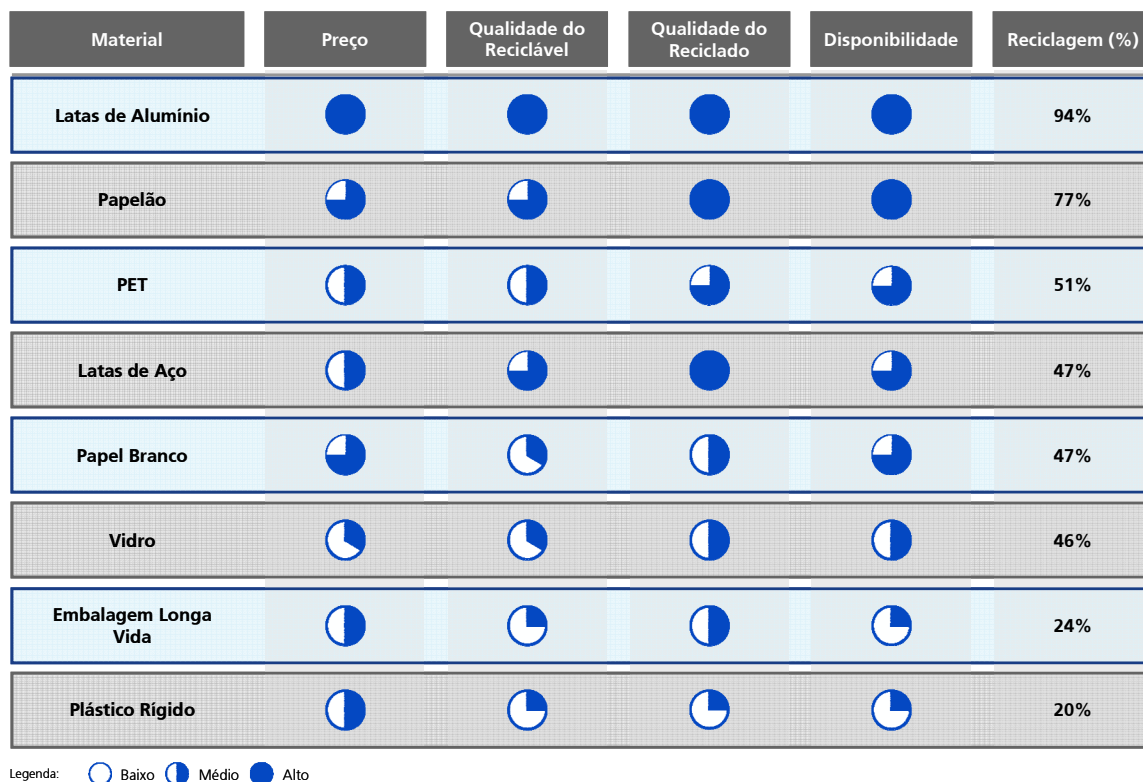 Material Preço Qualidade do Reciclável Qualidade do Reciclado Disponibilidade Reciclagem (%)
Latas de Alumínio 94%
Papelão 77%
PET 51%
Latas de Aço 47%
Papel Branco 47%
Vidro 46%
Embalagem Longa Vida 24%
Plástico Rígido 20%
Legenda: Baixo Médio Alto